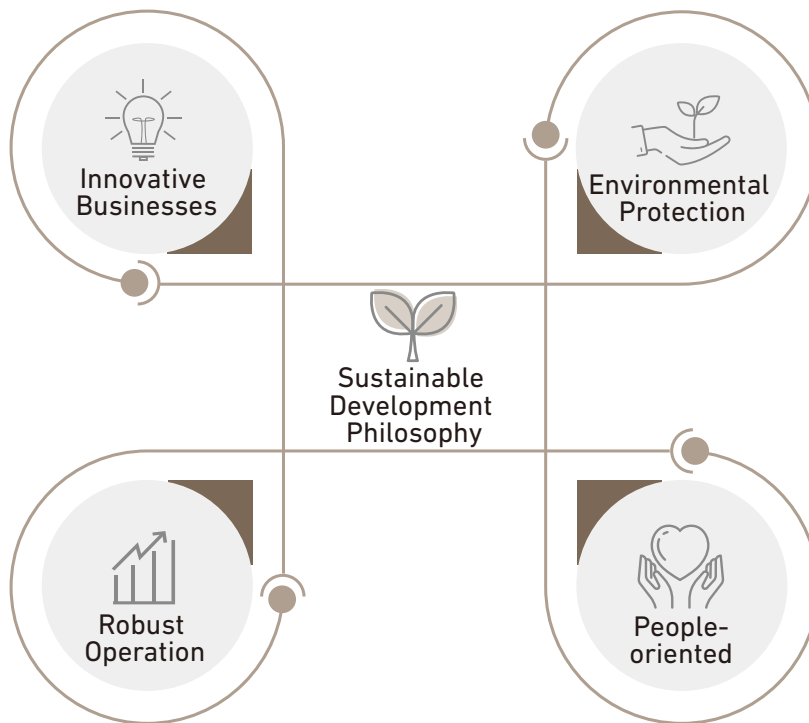 Innovative
Businesses
Environmental
Protection
Sustainable
Development
Philosophy
Robust
Operation
People-
oriented